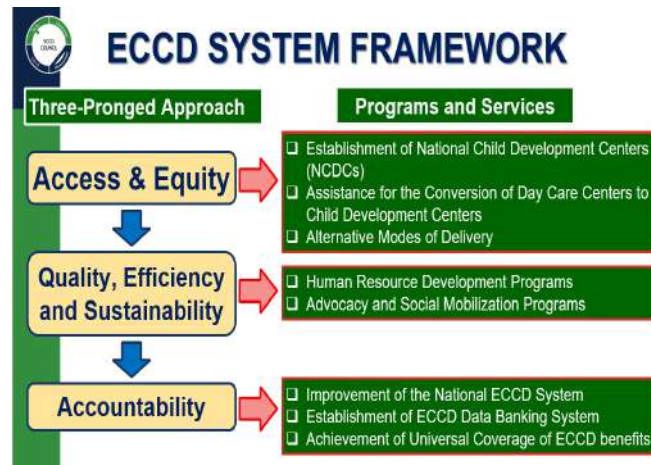 ECCD SYSTEM FRAMEWORK
Three-Pronged Approach
Programs and Services
Access & Equity
❑ Establishment of National Child Development Centers
(NCDCs)
❑ Assistance for the Conversion of Day Care Centers to
Child Development Centers
❑ Alternative Modes of Delivery
Quality, Efficiency
and Sustainability
❑ Human Resource Development Programs
❑ Advocacy and Social Mobilization Programs
Accountability
❑ Improvement of the National ECCD System
❑ Establishment of ECCD Data Banking System
❑ Achievement of Universal Coverage of ECCD benefits